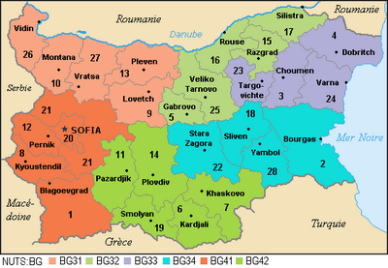 Roumanie
Silistra
Roumanie
Vidin
Danube
Rouse
15
17
4
26
Montana
27
Pleven
16
Razgrad
Dobritch
10
Vratsa
13
Veliko
Tarnovo
23
Choumen
Targo-
vichte
3
Varna
24
Serbie
Lovetch
9
Gabrovo
5
25
21
12
SOFIA
20
Pernik
8
Kyoustendil
21
18
Stara
Zagora
Sliven
Bourgas
Mer Noire
11
14
Yambol
22
28
2
Pazardjik
Plovdiv
Blagoevgrad
Khaskovo
Macé-
doine
1
Smolyan
6
7
19
Kardjali
Grèce
Turquie
NUTS:BG BG31 BG32 BG33 BG34 BG41 BG42